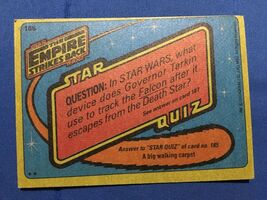 166
THE
EMPIRE
STRIKES BACK
STAR
QUESTION: In STAR WARS, what
device does Governor Tarkin
use to track the Falcon after it
escapes from the Death Star?
See answer on card 187
QUIZ
Answer to "STAR QUIZ" of card no. 185
A big walking carpet